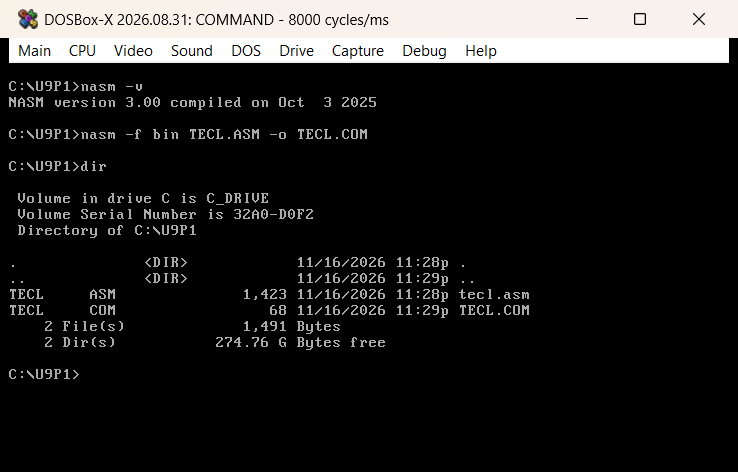 DOSBox-X 2026.08.31: COMMAND - 8000 cycles/ms
Main CPU Video Sound DOS Drive Capture Debug Help
C:\U9P1>nasm -v
NASM version 3.00 compiled on Oct  3 2025
C:\U9P1>nasm -f bin TECL.ASM -o TECL.COM
C:\U9P1>dir
Volume in drive C is C_DRIVE
Volume Serial Number is 32A0-D0F2
Directory of C:\U9P1
. <DIR> 11/16/2026 11:28p .
.. <DIR> 11/16/2026 11:29p ..
TECL ASM 1,423 11/16/2026 11:28p tecl.asm
TECL COM 68 11/16/2026 11:29p TECL.COM
2 File(s) 1,491 Bytes
2 Dir(s) 274.76 G Bytes free
C:\U9P1>